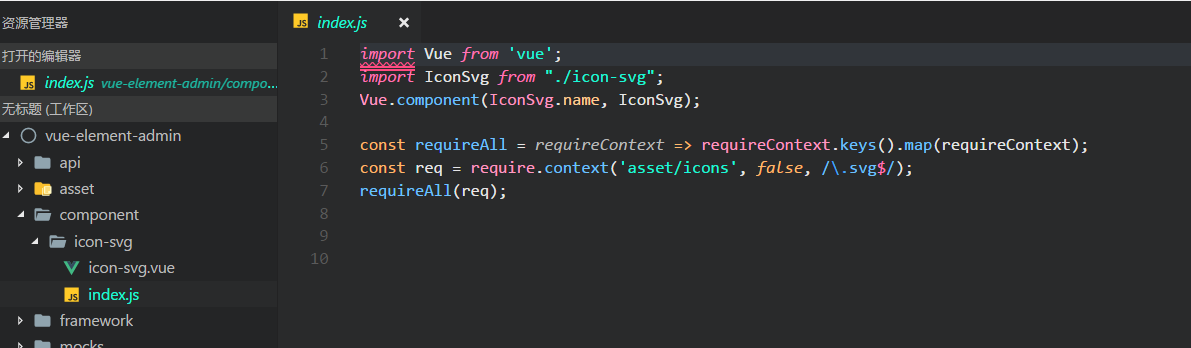 资源管理器
打开的编辑器
JS index.js vue-element-admin/compo...
无标题 (工作区)
vue-element-admin
api
asset
component
icon-svg
icon-svg.vue
JS index.js
framework
mocks
JS index.js ×
1 import Vue from 'vue';
2 import IconSvg from "./icon-svg";
3 Vue.component(IconSvg.name, IconSvg);
4
5 const requireAll = requireContext => requireContext.keys().map(requireContext);
6 const req = require.context('asset/icons', false, /\.svg$/);
7 requireAll(req);
8
9
10